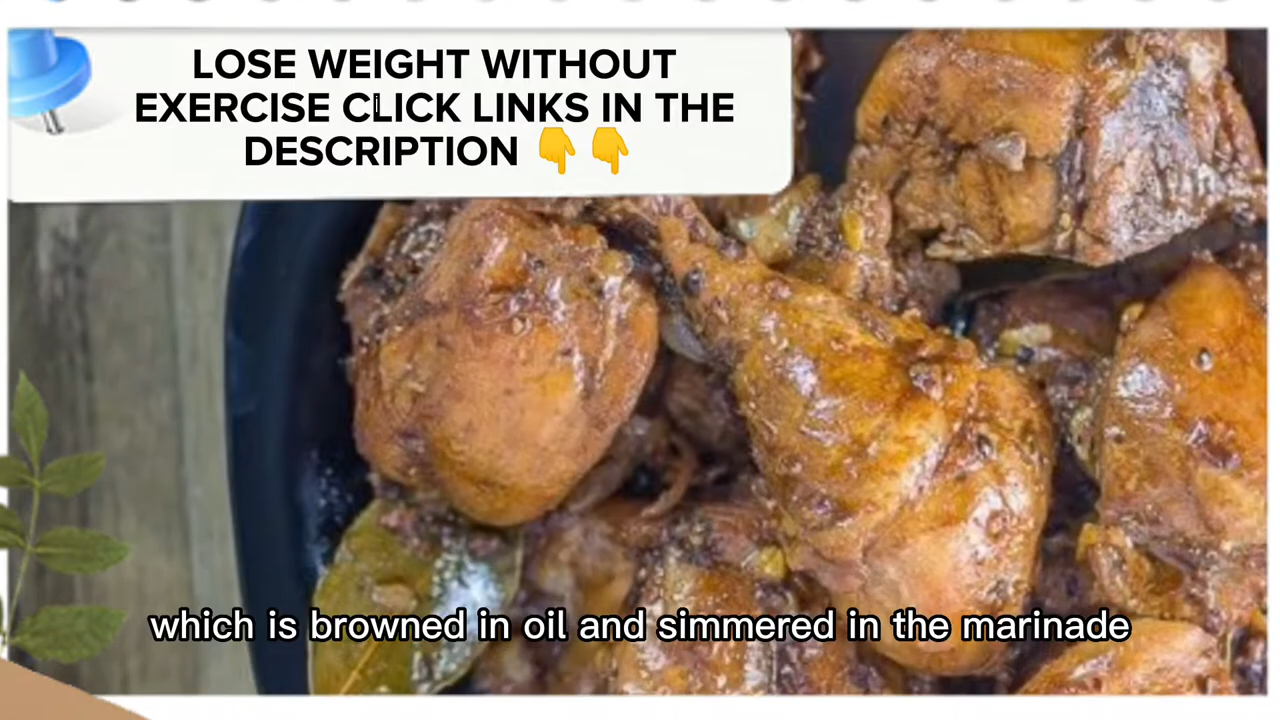 LOSE WEIGHT WITHOUT
EXERCISE CLICK LINKS IN THE
DESCRIPTION 👇👇
which is browned in oil and simmered in the marinade